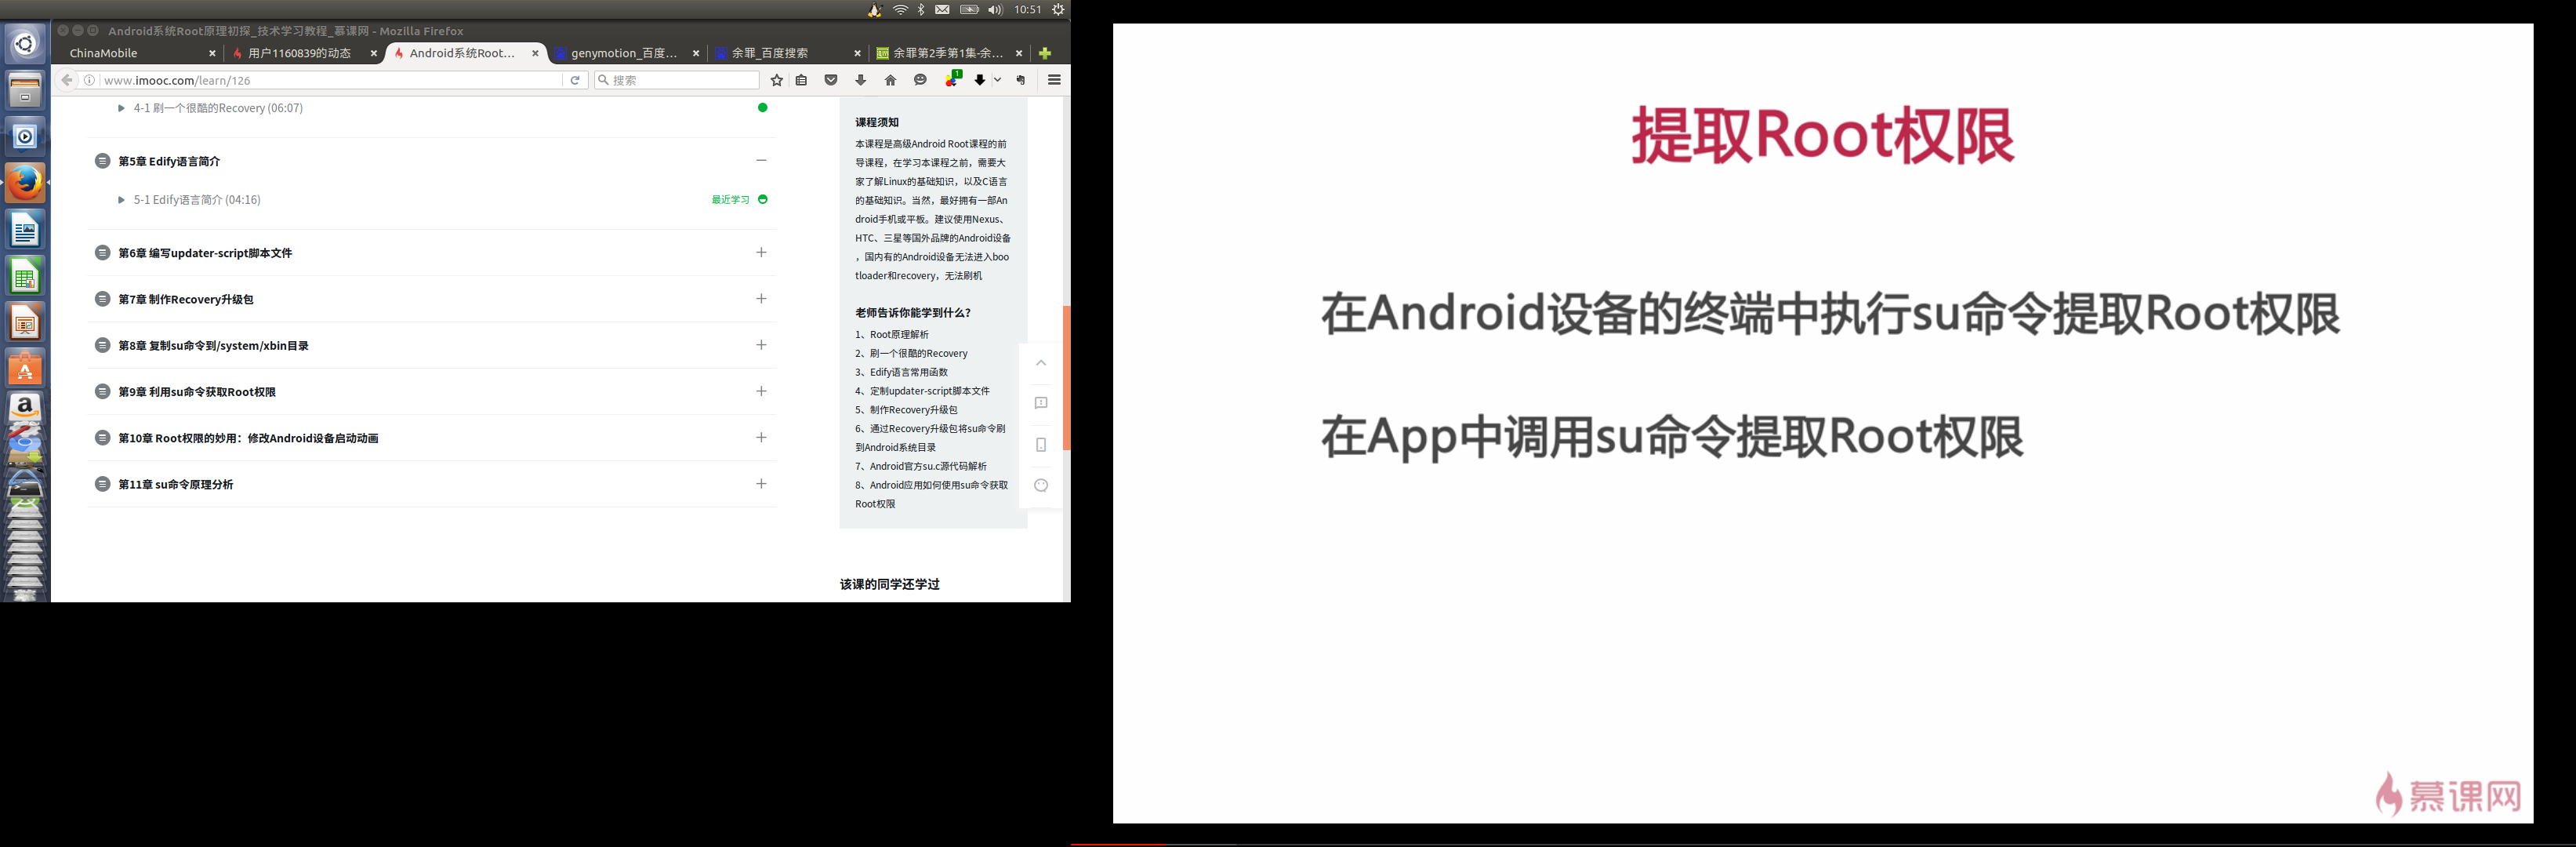 10:51
Android系统Root原理初探_技术学习教程_慕课网 - Mozilla Firefox
ChinaMobile
用户1160839的动态
Android系统Root...
genymotion_百度...
余罪_百度搜索
余罪第2季第1集-余...
www.imooc.com/learn/126
搜索
4-1 刷一个很酷的Recovery (06:07)
第5章 Edify语言简介
5-1 Edify语言简介 (04:16)
最近学习
第6章 编写updater-script脚本文件
第7章 制作Recovery升级包
第8章 复制su命令到/system/xbin目录
第9章 利用su命令获取Root权限
第10章 Root权限的妙用：修改Android设备启动动画
第11章 su命令原理分析
课程须知
本课程是高级Android Root课程的前
导课程，在学习本课程之前，需要大
家了解Linux的基础知识，以及C语言
的基础知识。当然，最好拥有一部An
droid手机或平板。建议使用Nexus、
HTC、三星等国外品牌的Android设备
，国内有的Android设备无法进入boo
tloader和recovery，无法刷机
老师告诉你能学到什么？
1、Root原理解析
2、刷一个很酷的Recovery
3、Edify语言常用函数
4、定制updater-script脚本文件
5、制作Recovery升级包
6、通过Recovery升级包将su命令刷
到Android系统目录
7、Android官方su.c源代码解析
8、Android应用如何使用su命令获取
Root权限
该课的同学还学过
提取Root权限
在Android设备的终端中执行su命令提取Root权限
在App中调用su命令提取Root权限
慕课网